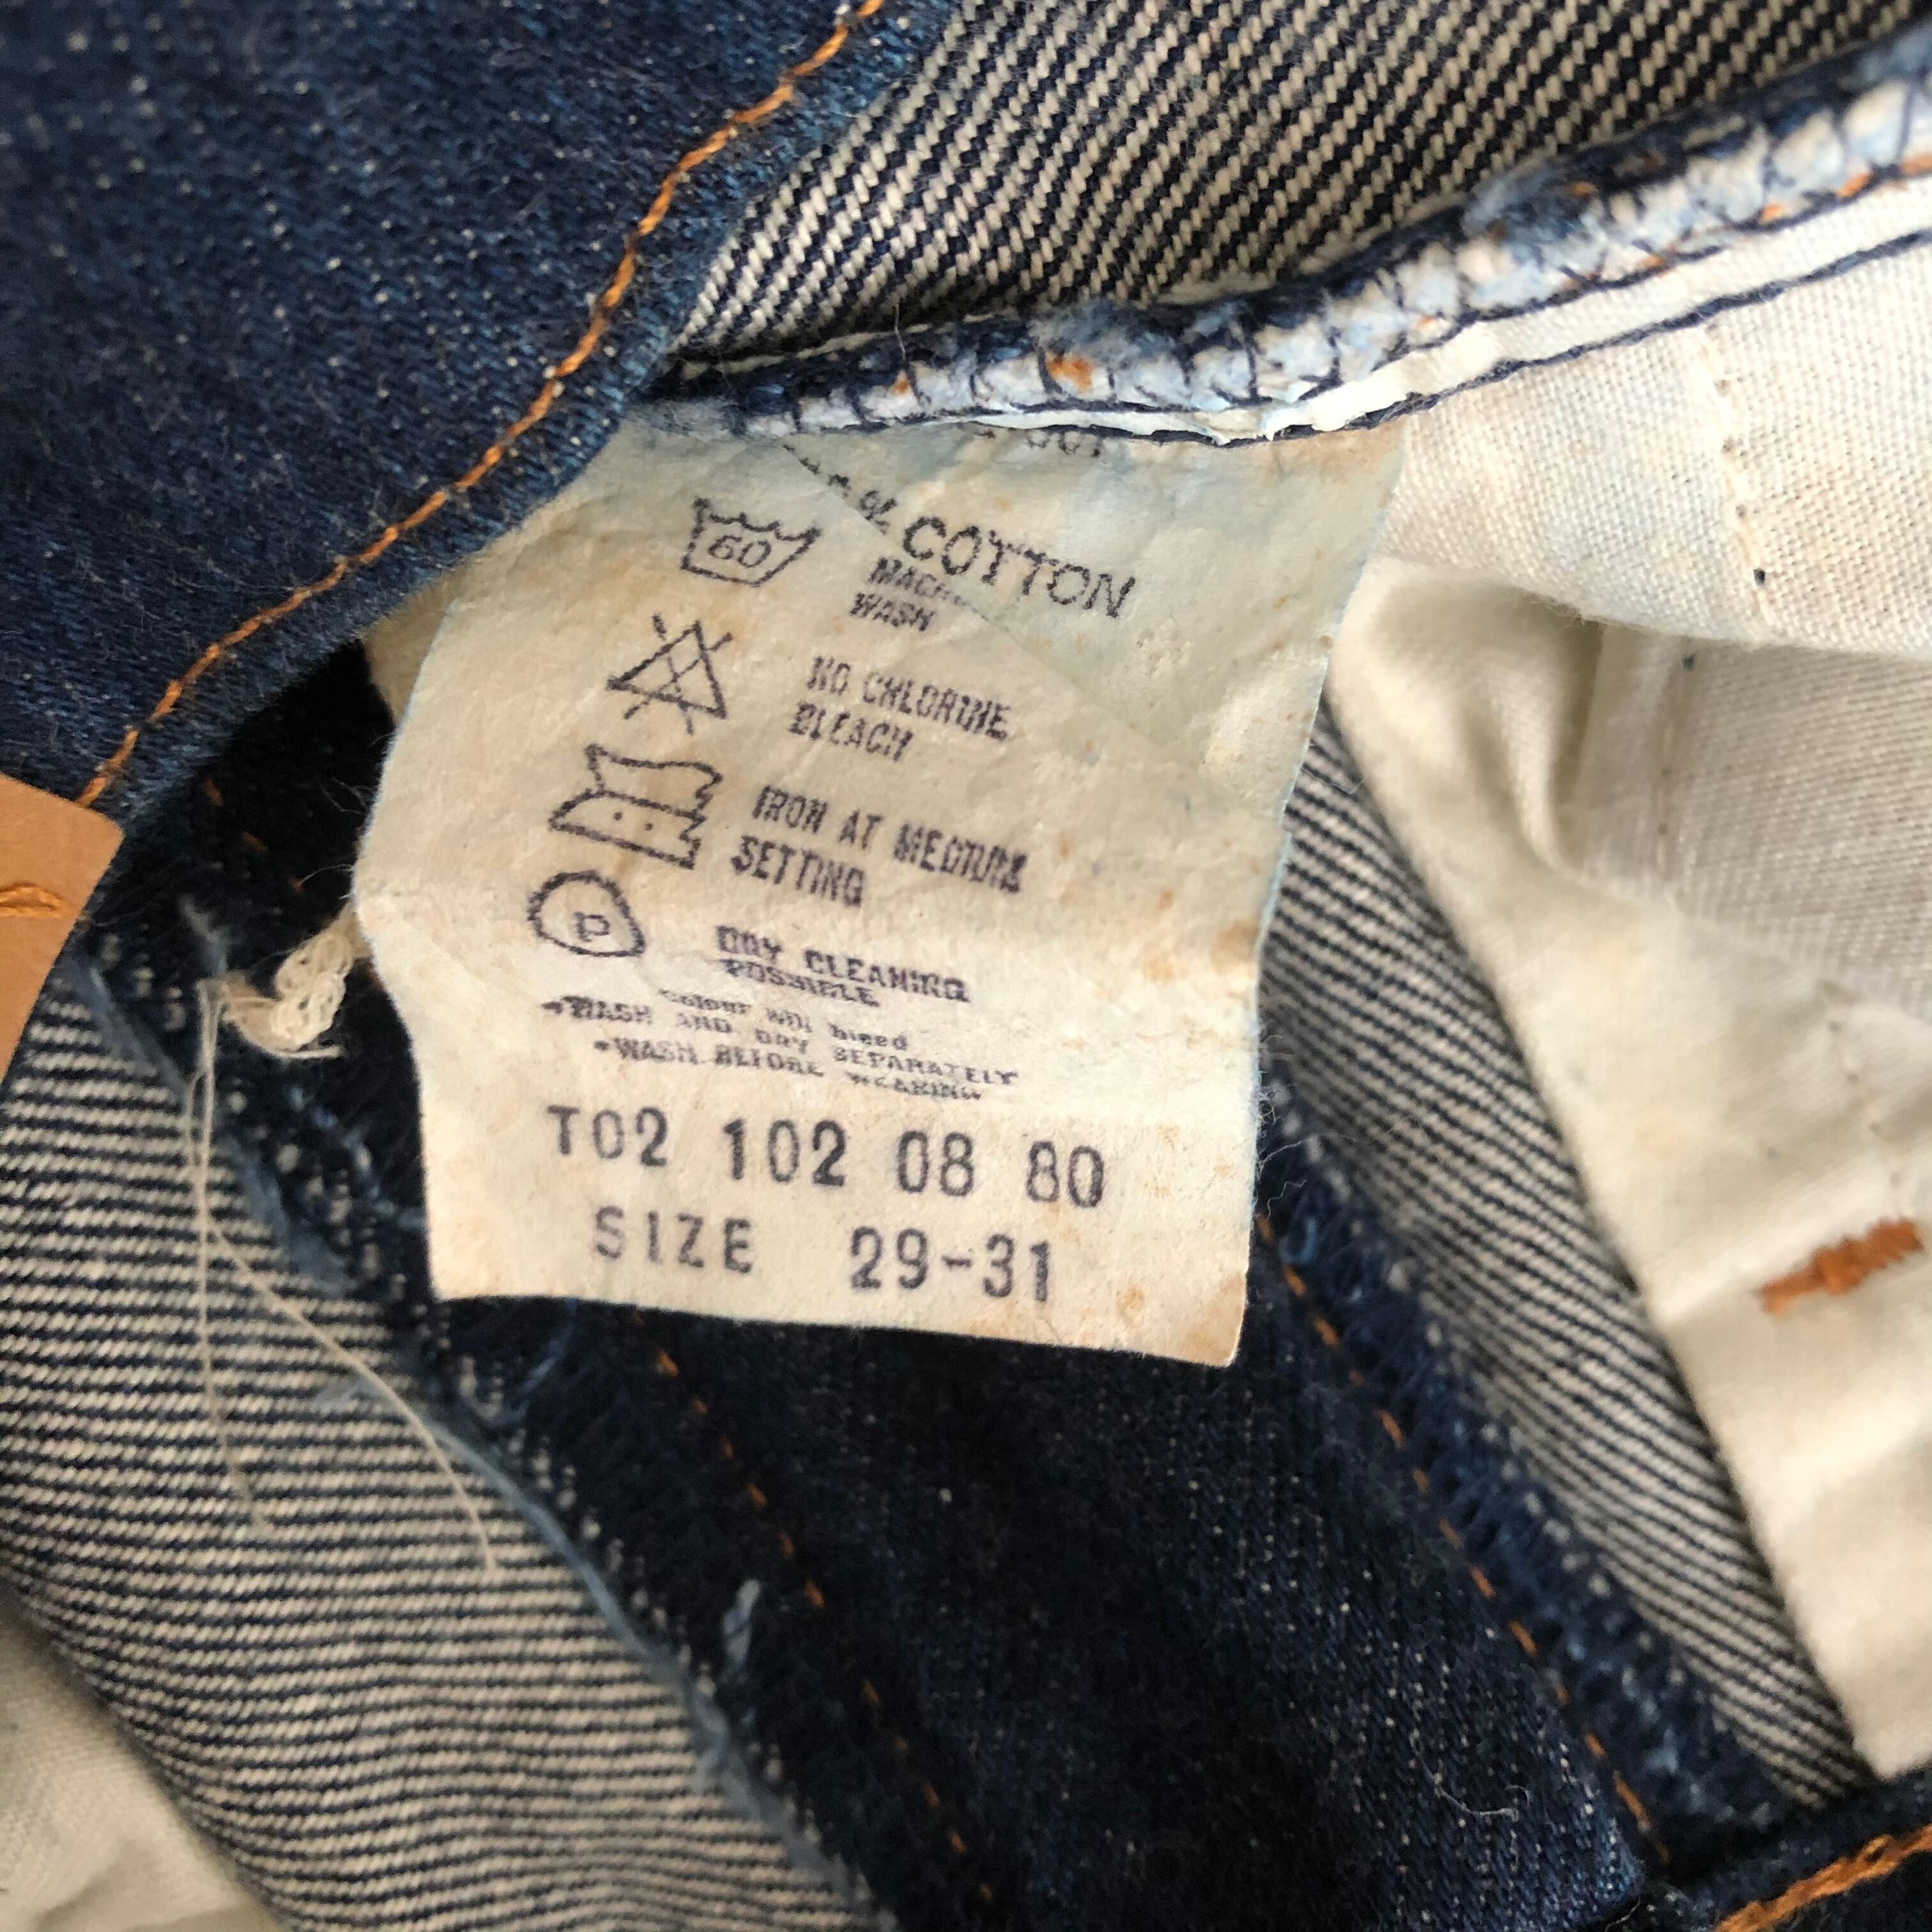 % COTTON
60
WASH
NO CHLORINE
BLEACH
IRON AT MEDIUM
SETTING
P
DRY CLEANING
POSSIBLE
colour will bleed
WASH AND DRY SEPARATELY
WASH BEFORE WEARING
T02 102 08 80
SIZE 29-31